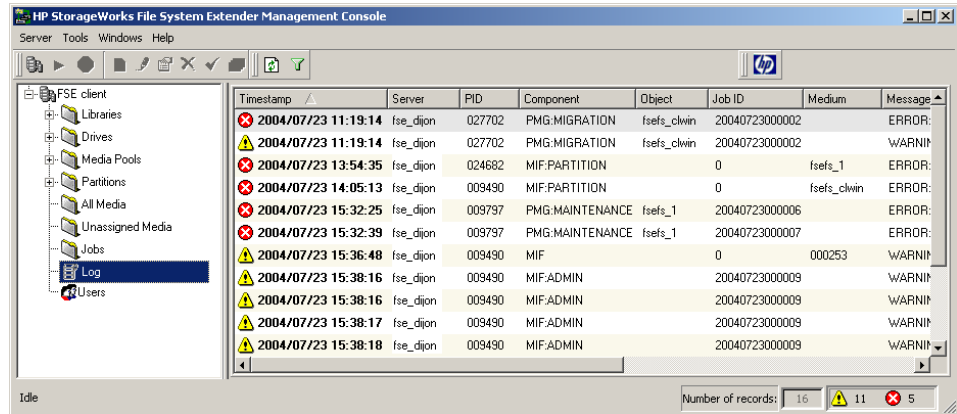 HP StorageWorks File System Extender Management Console
Server Tools Windows Help
hp
FSE client
Libraries
Drives
Media Pools
Partitions
All Media
Unassigned Media
Jobs
Log
Users
Timestamp Server PID Component Object Job ID Medium Message
2004/07/23 11:19:14 fse_dijon 027702 PMG:MIGRATION fsefs_clwin 20040723000002 ERROR:
2004/07/23 11:19:14 fse_dijon 027702 PMG:MIGRATION fsefs_clwin 20040723000002 WARNIN
2004/07/23 13:54:35 fse_dijon 024682 MIF:PARTITION 0 fsefs_1 ERROR:
2004/07/23 14:05:13 fse_dijon 009490 MIF:PARTITION 0 fsefs_clwin ERROR:
2004/07/23 15:32:25 fse_dijon 009797 PMG:MAINTENANCE fsefs_1 20040723000006 ERROR:
2004/07/23 15:32:39 fse_dijon 009797 PMG:MAINTENANCE fsefs_1 20040723000007 ERROR:
2004/07/23 15:36:48 fse_dijon 009490 MIF 0 000253 WARNIN
2004/07/23 15:38:16 fse_dijon 009490 MIF:ADMIN 20040723000009 WARNIN
2004/07/23 15:38:16 fse_dijon 009490 MIF:ADMIN 20040723000009 WARNIN
2004/07/23 15:38:17 fse_dijon 009490 MIF:ADMIN 20040723000009 WARNIN
2004/07/23 15:38:18 fse_dijon 009490 MIF:ADMIN 20040723000009 WARNIN
Idle Number of records: 16 11 5